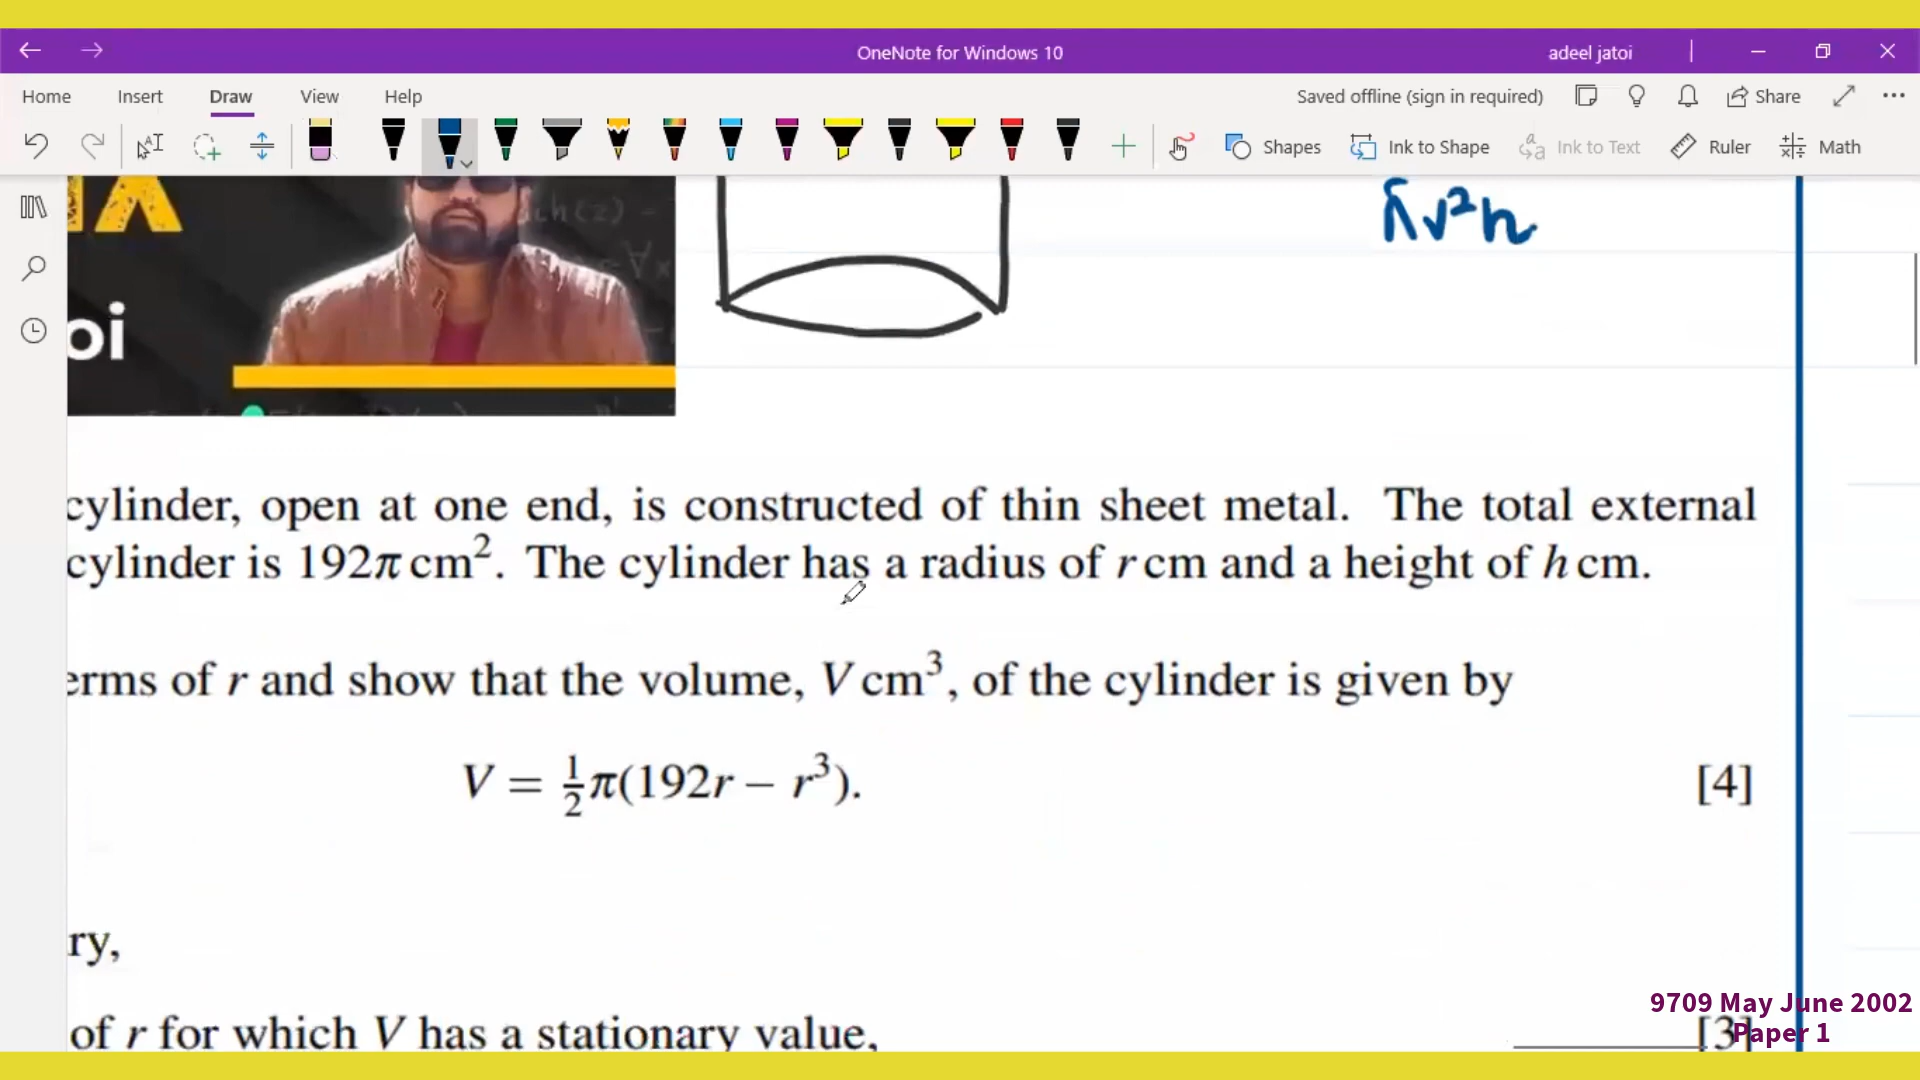 OneNote for Windows 10
adeel jatoi
Home Insert Draw View Help
Saved offline (sign in required)
Share
Shapes
Ink to Shape
Ink to Text
Ruler
Math
oi
πr²h
cylinder, open at one end, is constructed of thin sheet metal. The total external
cylinder is 192π cm². The cylinder has a radius of r cm and a height of h cm.
erms of r and show that the volume, V cm³, of the cylinder is given by
V = ½π(192r – r³). [4]
ry,
of r for which V has a stationary value, [3]
9709 May June 2002
Paper 1